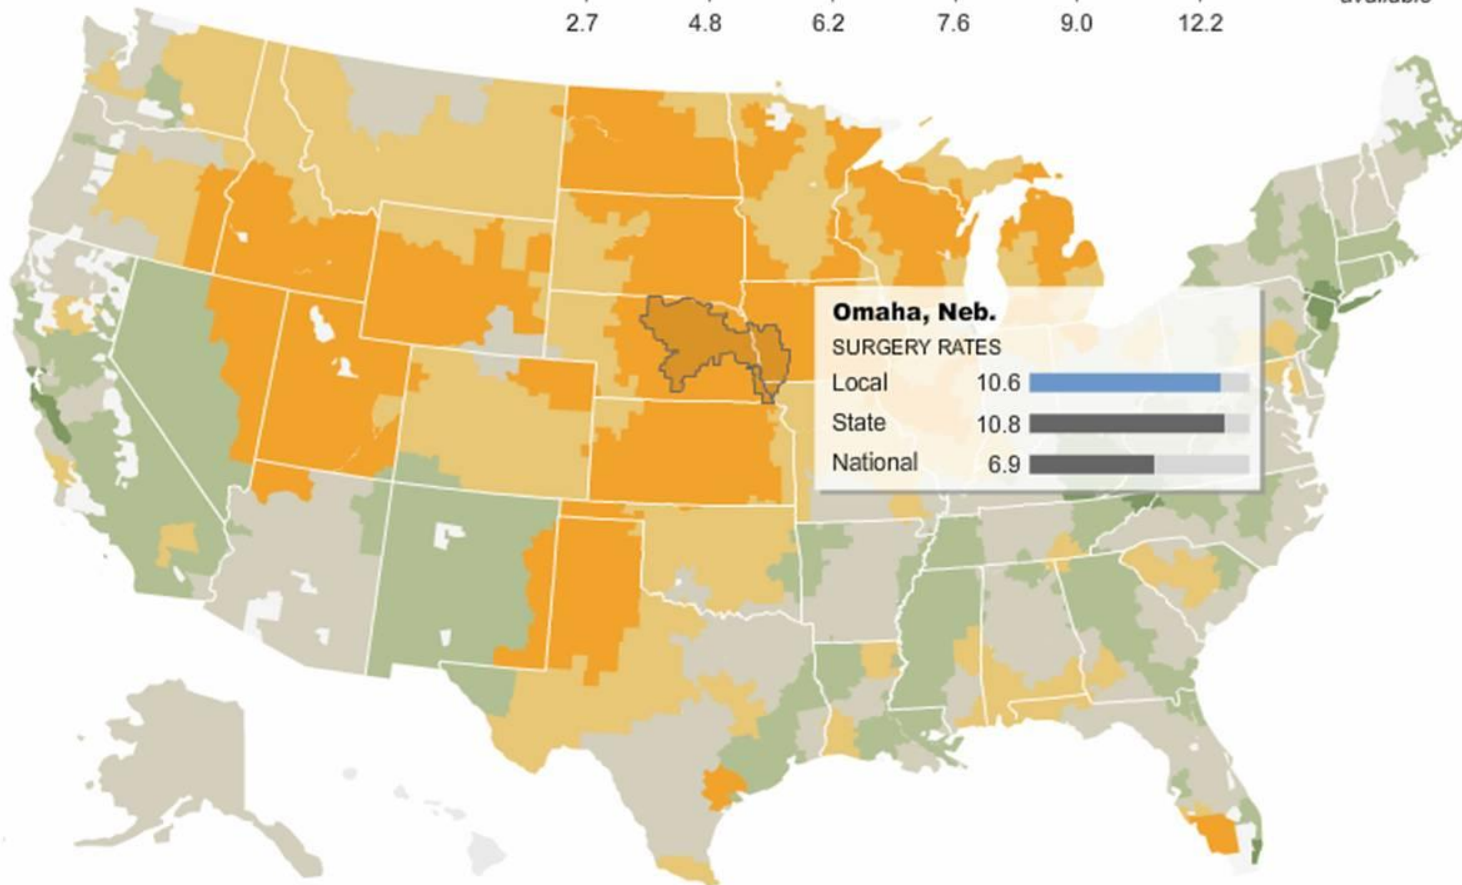 available
2.7 4.8 6.2 7.6 9.0 12.2
Omaha, Neb.
SURGERY RATES
Local 10.6
State 10.8
National 6.9